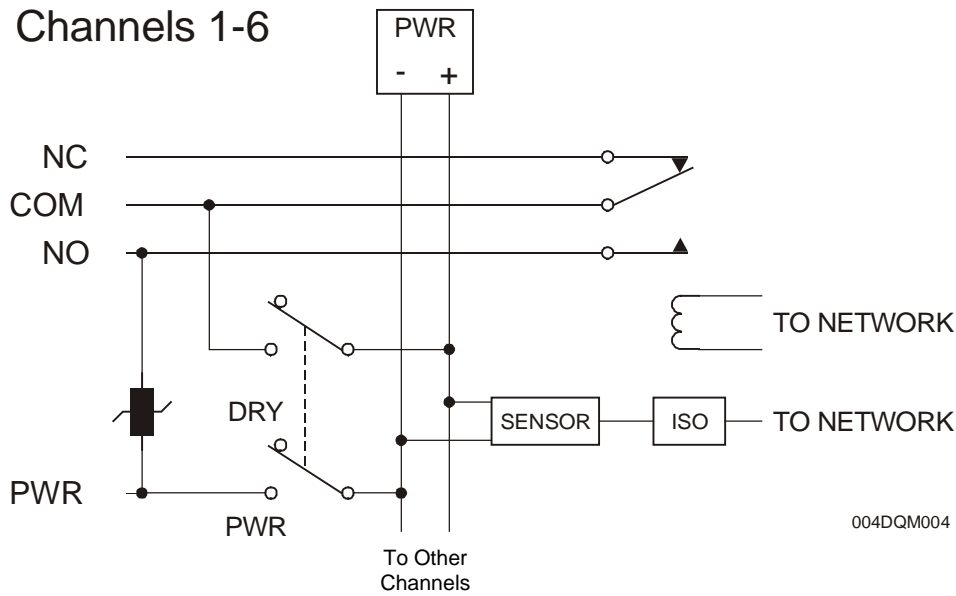 Channels 1-6
PWR
- +
NC
COM
NO
TO NETWORK
DRY
SENSOR
ISO
TO NETWORK
PWR
PWR
004DQM004
To Other
Channels